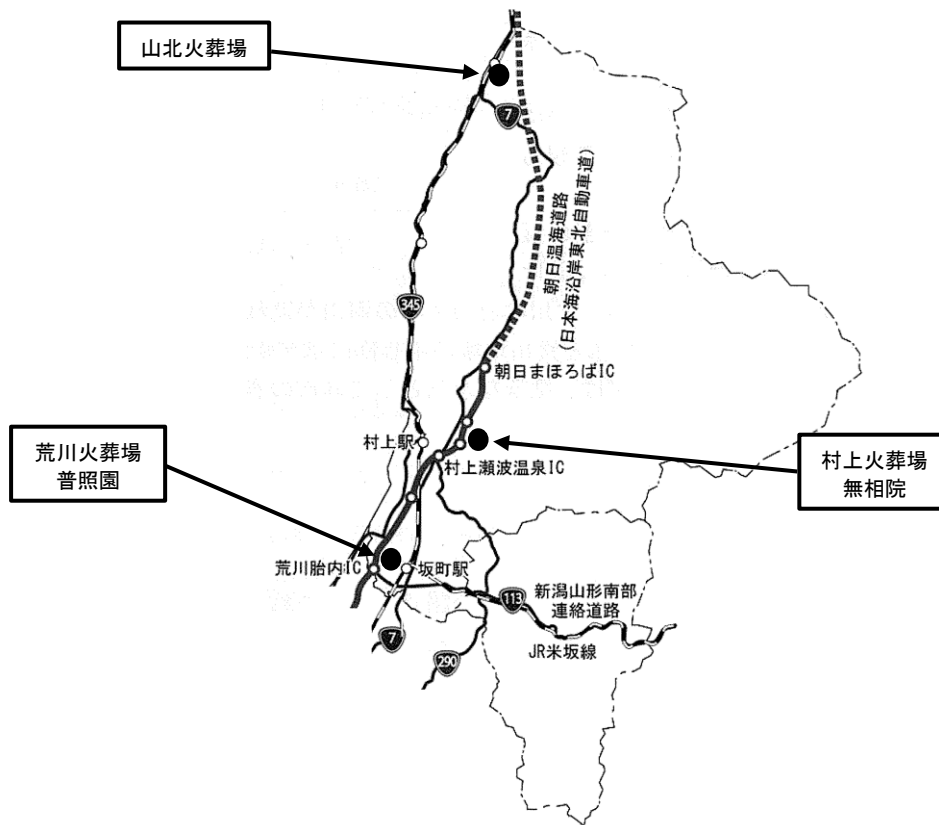 山北火葬場
7
朝日温海道路
(日本海沿岸東北自動車道)
345
朝日まほろばIC
村上駅
荒川火葬場
普照園
村上瀬波温泉IC
村上火葬場
無相院
荒川胎内IC
坂町駅
113
新潟山形南部
連絡道路
JR米坂線
7
290